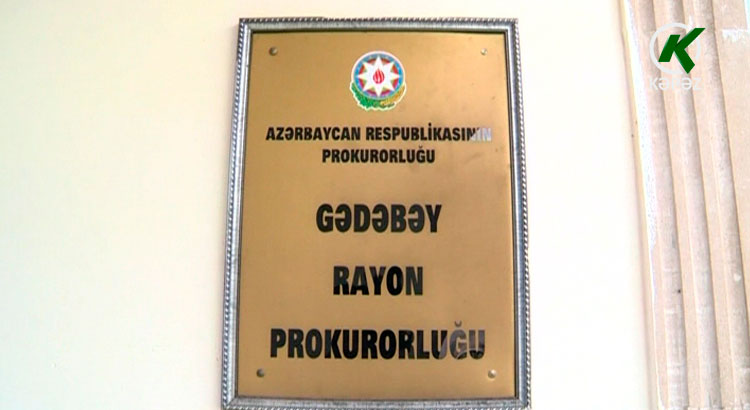 AZƏRBAYCAN RESPUBLİKASININ
PROKURORLUĞU
GƏDƏBƏY
RAYON
PROKURORLUĞU
K